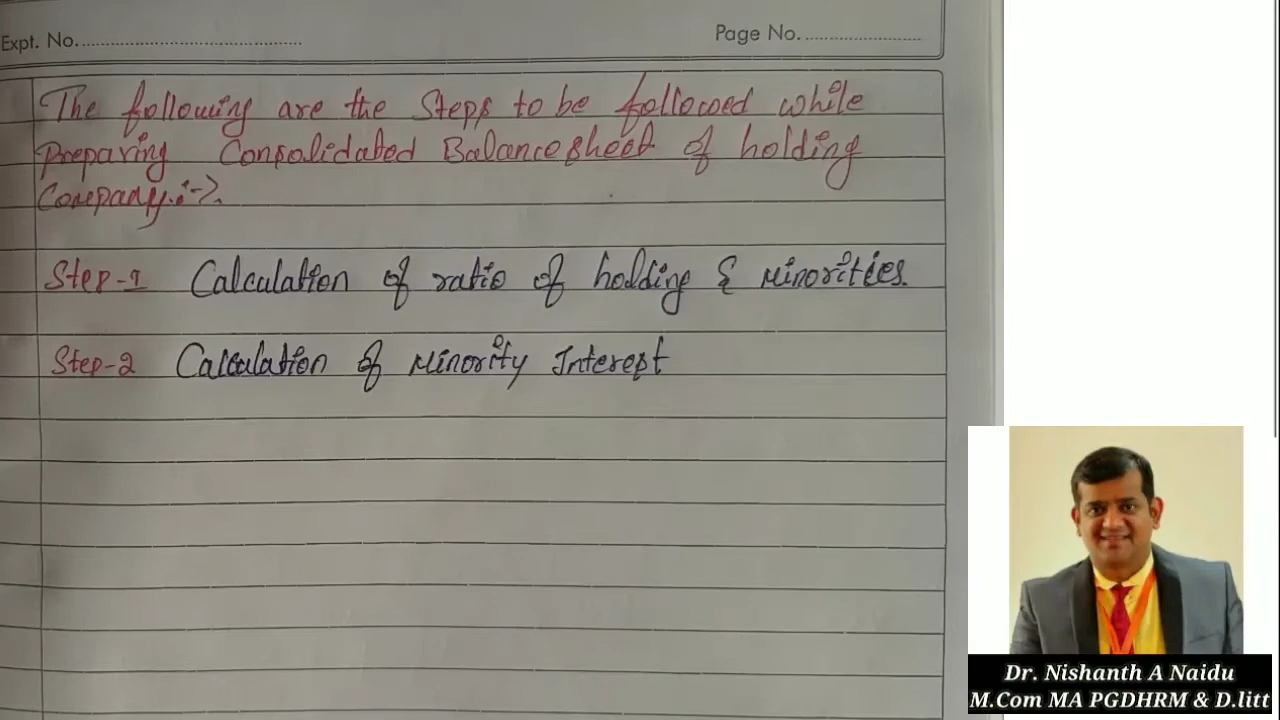 Expt. No.
Page No.
The following are the Steps to be followed while
preparing Consolidated Balancesheet of holding
Company:->.
Step-1 Calculation of ratio of holding & Minorities.
Step-2 Calculation of Minority Interest
Dr. Nishanth A Naidu
M.Com MA PGDHRM & D.litt